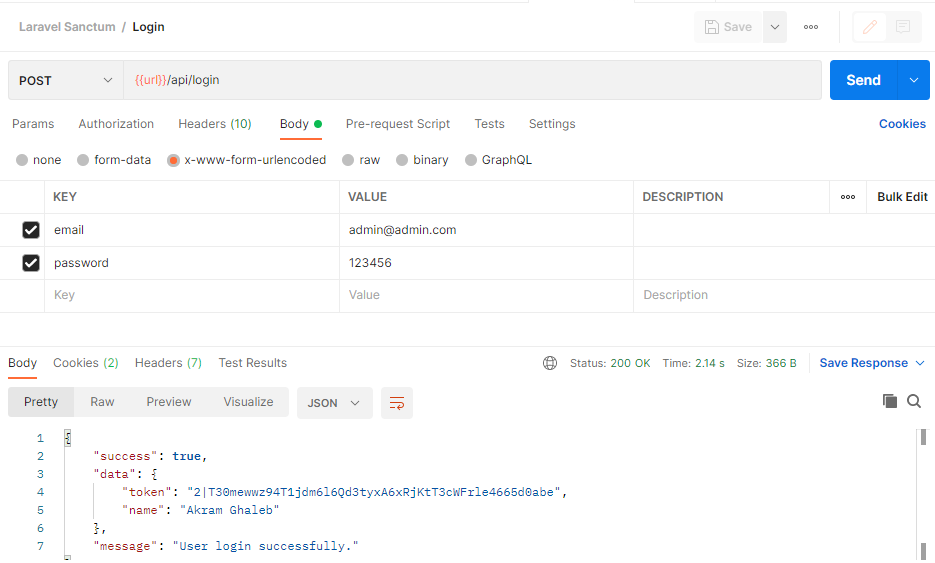 Laravel Sanctum / Login
Save
POST
{{url}}/api/login
Send
Params Authorization Headers (10) Body Pre-request Script Tests Settings Cookies
none form-data x-www-form-urlencoded raw binary GraphQL
KEY VALUE DESCRIPTION Bulk Edit
email admin@admin.com
password 123456
Key Value Description
Body Cookies (2) Headers (7) Test Results Status: 200 OK Time: 2.14 s Size: 366 B Save Response
Pretty Raw Preview Visualize JSON
1 {
2 "success": true,
3 "data": {
4 "token": "2|T30mewwz94T1jdm6l6Qd3tyxA6xRjKtT3cWFrle4665d0abe",
5 "name": "Akram Ghaleb"
6 },
7 "message": "User login successfully."